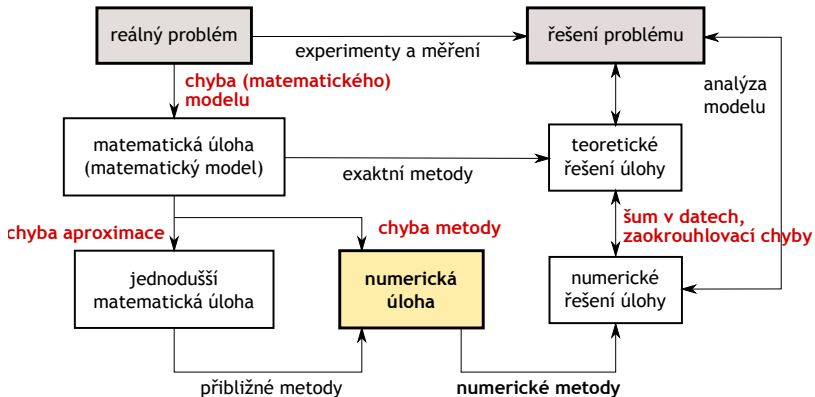 reálný problém
experimenty a měření
řešení problému
chyba (matematického)
modelu
analýza
modelu
matematická úloha
(matematický model)
exaktní metody
teoretické
řešení úlohy
chyba aproximace
chyba metody
šum v datech,
zaokrouhlovací chyby
jednodušší
matematická úloha
numerická
úloha
numerické
řešení úlohy
přibližné metody
numerické metody